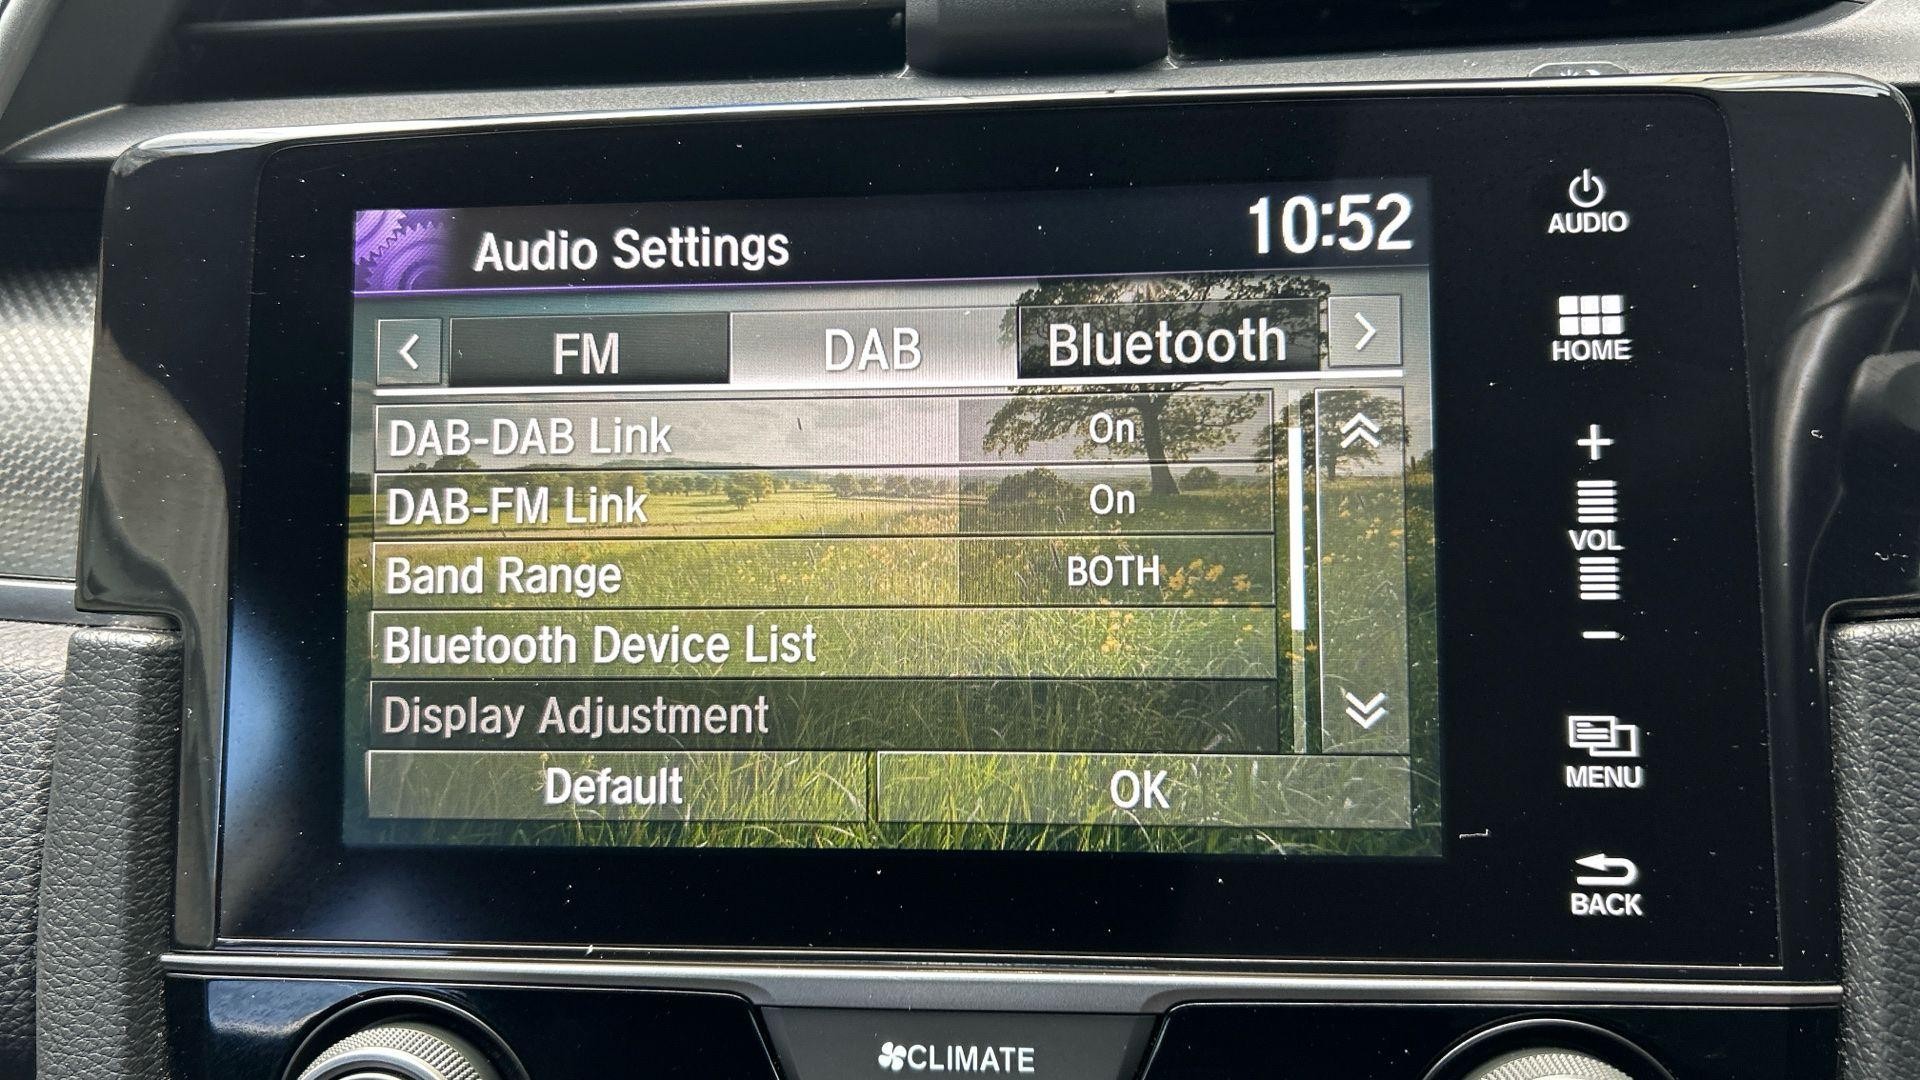 Audio Settings
10:52
FM
DAB
Bluetooth
DAB-DAB Link On
DAB-FM Link On
Band Range BOTH
Bluetooth Device List
Display Adjustment
Default
OK
AUDIO
HOME
+
VOL
−
MENU
BACK
CLIMATE